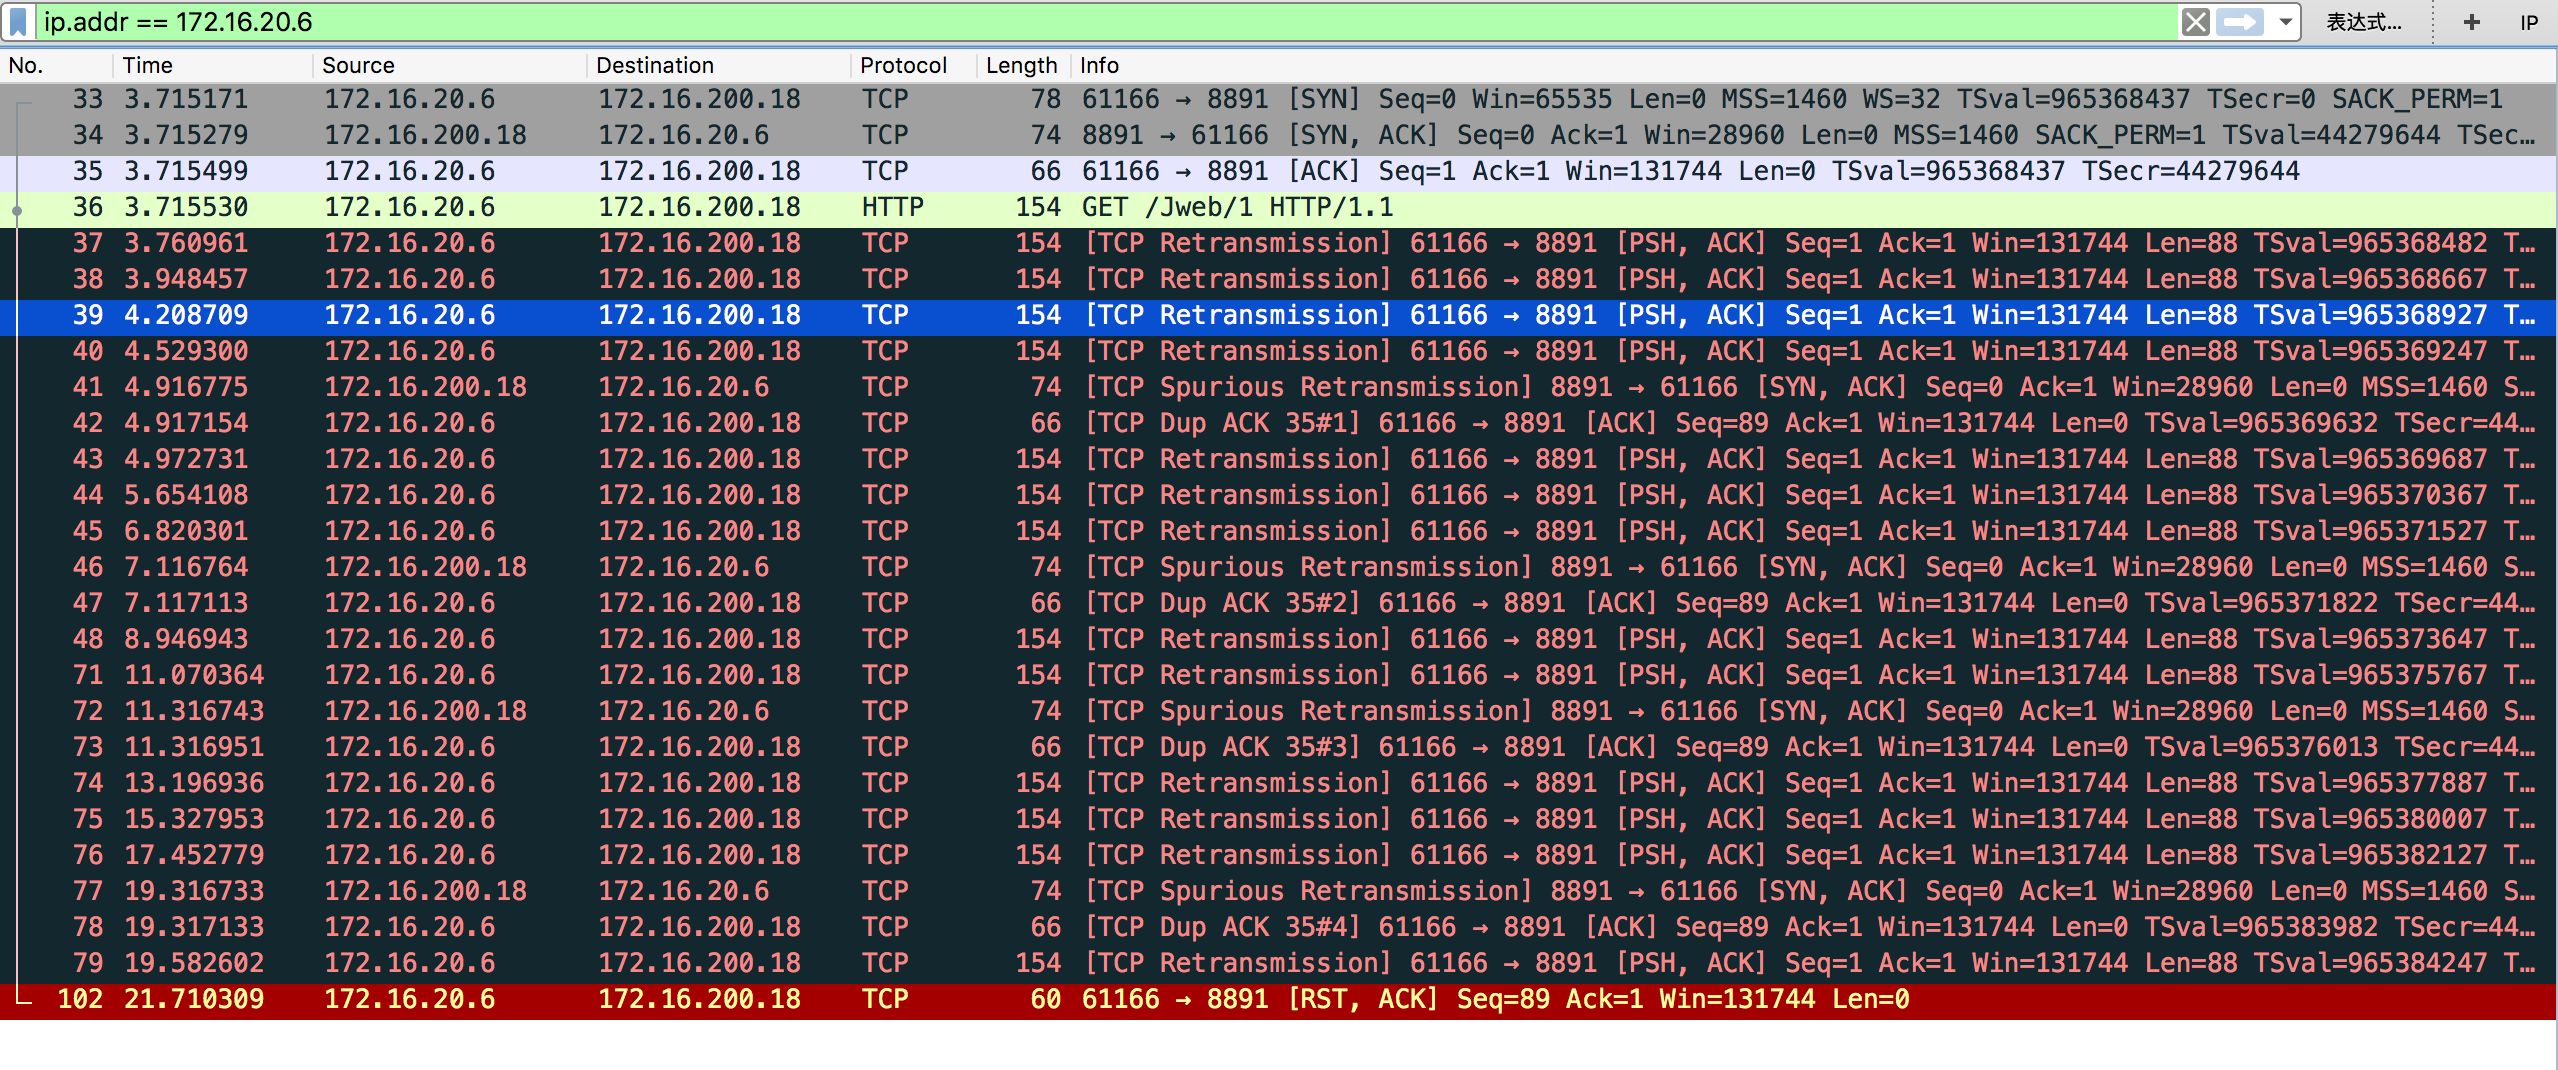 ip.addr == 172.16.20.6 表达式… + IP
No. Time Source Destination Protocol Length Info
33 3.715171 172.16.20.6 172.16.200.18 TCP 78 61166 → 8891 [SYN] Seq=0 Win=65535 Len=0 MSS=1460 WS=32 TSval=965368437 TSecr=0 SACK_PERM=1
34 3.715279 172.16.200.18 172.16.20.6 TCP 74 8891 → 61166 [SYN, ACK] Seq=0 Ack=1 Win=28960 Len=0 MSS=1460 SACK_PERM=1 TSval=44279644 TSec…
35 3.715499 172.16.20.6 172.16.200.18 TCP 66 61166 → 8891 [ACK] Seq=1 Ack=1 Win=131744 Len=0 TSval=965368437 TSecr=44279644
36 3.715530 172.16.20.6 172.16.200.18 HTTP 154 GET /Jweb/1 HTTP/1.1
37 3.760961 172.16.20.6 172.16.200.18 TCP 154 [TCP Retransmission] 61166 → 8891 [PSH, ACK] Seq=1 Ack=1 Win=131744 Len=88 TSval=965368482 T…
38 3.948457 172.16.20.6 172.16.200.18 TCP 154 [TCP Retransmission] 61166 → 8891 [PSH, ACK] Seq=1 Ack=1 Win=131744 Len=88 TSval=965368667 T…
39 4.208709 172.16.20.6 172.16.200.18 TCP 154 [TCP Retransmission] 61166 → 8891 [PSH, ACK] Seq=1 Ack=1 Win=131744 Len=88 TSval=965368927 T…
40 4.529300 172.16.20.6 172.16.200.18 TCP 154 [TCP Retransmission] 61166 → 8891 [PSH, ACK] Seq=1 Ack=1 Win=131744 Len=88 TSval=965369247 T…
41 4.916775 172.16.200.18 172.16.20.6 TCP 74 [TCP Spurious Retransmission] 8891 → 61166 [SYN, ACK] Seq=0 Ack=1 Win=28960 Len=0 MSS=1460 S…
42 4.917154 172.16.20.6 172.16.200.18 TCP 66 [TCP Dup ACK 35#1] 61166 → 8891 [ACK] Seq=89 Ack=1 Win=131744 Len=0 TSval=965369632 TSecr=44…
43 4.972731 172.16.20.6 172.16.200.18 TCP 154 [TCP Retransmission] 61166 → 8891 [PSH, ACK] Seq=1 Ack=1 Win=131744 Len=88 TSval=965369687 T…
44 5.654108 172.16.20.6 172.16.200.18 TCP 154 [TCP Retransmission] 61166 → 8891 [PSH, ACK] Seq=1 Ack=1 Win=131744 Len=88 TSval=965370367 T…
45 6.820301 172.16.20.6 172.16.200.18 TCP 154 [TCP Retransmission] 61166 → 8891 [PSH, ACK] Seq=1 Ack=1 Win=131744 Len=88 TSval=965371527 T…
46 7.116764 172.16.200.18 172.16.20.6 TCP 74 [TCP Spurious Retransmission] 8891 → 61166 [SYN, ACK] Seq=0 Ack=1 Win=28960 Len=0 MSS=1460 S…
47 7.117113 172.16.20.6 172.16.200.18 TCP 66 [TCP Dup ACK 35#2] 61166 → 8891 [ACK] Seq=89 Ack=1 Win=131744 Len=0 TSval=965371822 TSecr=44…
48 8.946943 172.16.20.6 172.16.200.18 TCP 154 [TCP Retransmission] 61166 → 8891 [PSH, ACK] Seq=1 Ack=1 Win=131744 Len=88 TSval=965373647 T…
71 11.070364 172.16.20.6 172.16.200.18 TCP 154 [TCP Retransmission] 61166 → 8891 [PSH, ACK] Seq=1 Ack=1 Win=131744 Len=88 TSval=965375767 T…
72 11.316743 172.16.200.18 172.16.20.6 TCP 74 [TCP Spurious Retransmission] 8891 → 61166 [SYN, ACK] Seq=0 Ack=1 Win=28960 Len=0 MSS=1460 S…
73 11.316951 172.16.20.6 172.16.200.18 TCP 66 [TCP Dup ACK 35#3] 61166 → 8891 [ACK] Seq=89 Ack=1 Win=131744 Len=0 TSval=965376013 TSecr=44…
74 13.196936 172.16.20.6 172.16.200.18 TCP 154 [TCP Retransmission] 61166 → 8891 [PSH, ACK] Seq=1 Ack=1 Win=131744 Len=88 TSval=965377887 T…
75 15.327953 172.16.20.6 172.16.200.18 TCP 154 [TCP Retransmission] 61166 → 8891 [PSH, ACK] Seq=1 Ack=1 Win=131744 Len=88 TSval=965380007 T…
76 17.452779 172.16.20.6 172.16.200.18 TCP 154 [TCP Retransmission] 61166 → 8891 [PSH, ACK] Seq=1 Ack=1 Win=131744 Len=88 TSval=965382127 T…
77 19.316733 172.16.200.18 172.16.20.6 TCP 74 [TCP Spurious Retransmission] 8891 → 61166 [SYN, ACK] Seq=0 Ack=1 Win=28960 Len=0 MSS=1460 S…
78 19.317133 172.16.20.6 172.16.200.18 TCP 66 [TCP Dup ACK 35#4] 61166 → 8891 [ACK] Seq=89 Ack=1 Win=131744 Len=0 TSval=965383982 TSecr=44…
79 19.582602 172.16.20.6 172.16.200.18 TCP 154 [TCP Retransmission] 61166 → 8891 [PSH, ACK] Seq=1 Ack=1 Win=131744 Len=88 TSval=965384247 T…
102 21.710309 172.16.20.6 172.16.200.18 TCP 60 61166 → 8891 [RST, ACK] Seq=89 Ack=1 Win=131744 Len=0